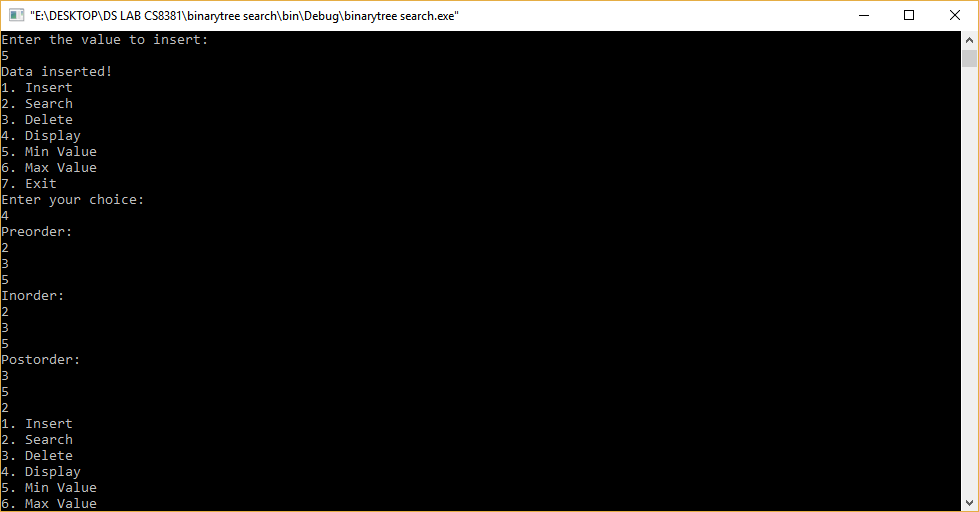 "E:\DESKTOP\DS LAB CS8381\binarytree search\bin\Debug\binarytree search.exe"
Enter the value to insert:
5
Data inserted!
1. Insert
2. Search
3. Delete
4. Display
5. Min Value
6. Max Value
7. Exit
Enter your choice:
4
Preorder:
2
3
5
Inorder:
2
3
5
Postorder:
3
5
2
1. Insert
2. Search
3. Delete
4. Display
5. Min Value
6. Max Value